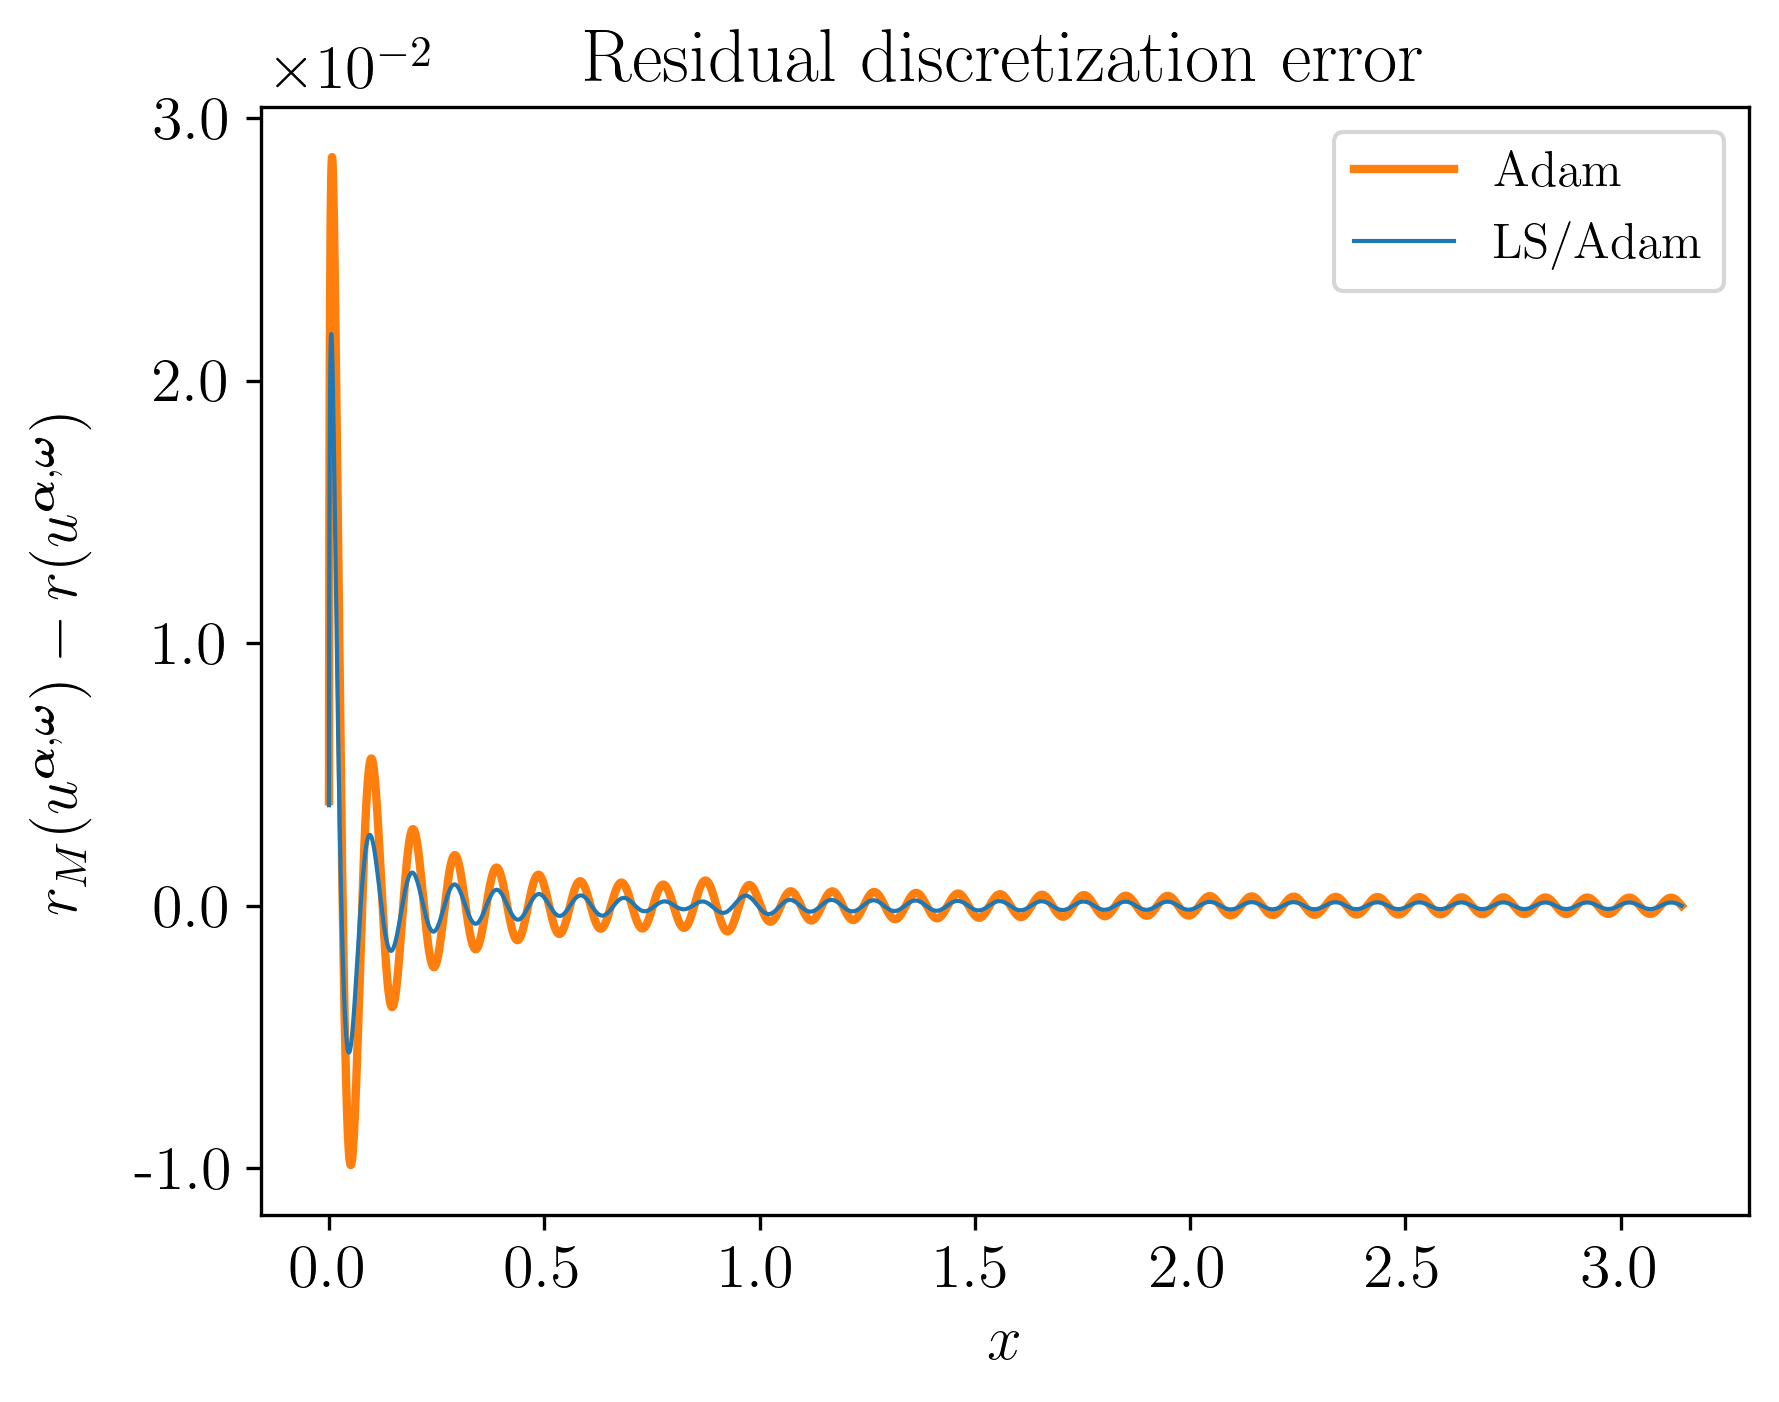 Residual discretization error
×10⁻²
3.0
2.0
1.0
0.0
-1.0
r_M(u^{α,ω}) − r(u^{α,ω})
Adam
LS/Adam
0.0 0.5 1.0 1.5 2.0 2.5 3.0
x